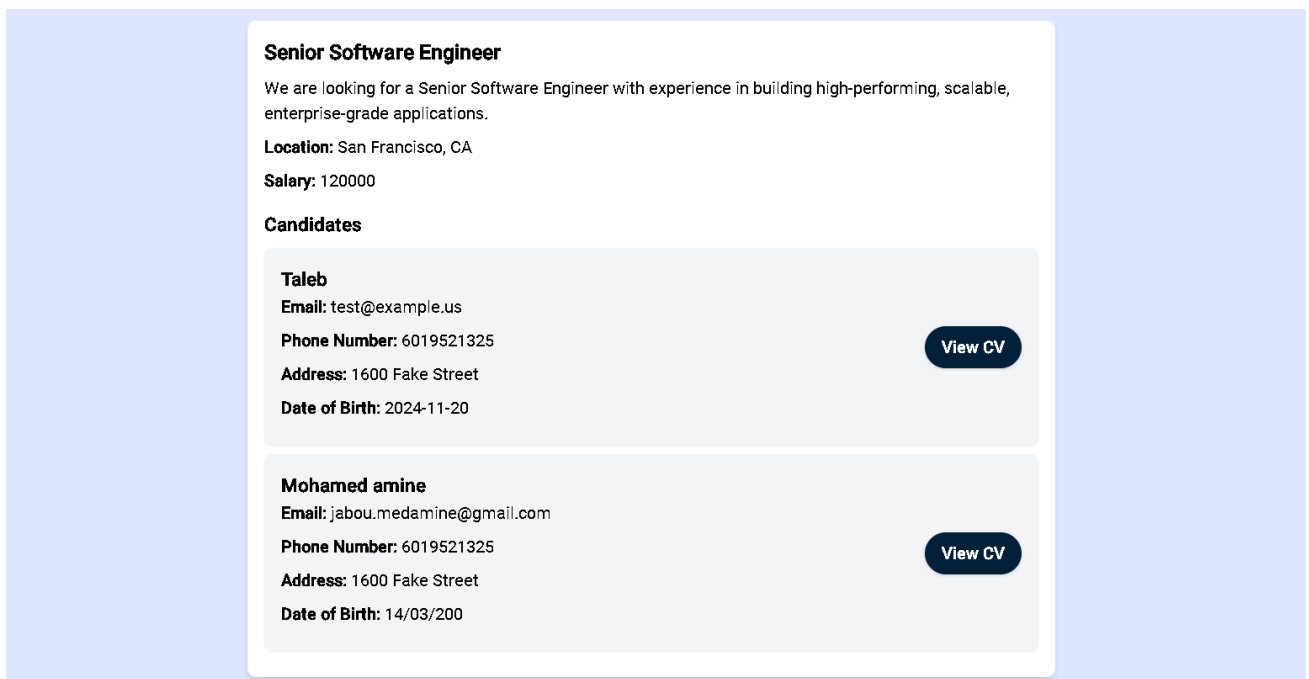 Senior Software Engineer
We are looking for a Senior Software Engineer with experience in building high-performing, scalable,
enterprise-grade applications.
Location: San Francisco, CA
Salary: 120000
Candidates
Taleb
Email: test@example.us
Phone Number: 6019521325
Address: 1600 Fake Street
Date of Birth: 2024-11-20
View CV
Mohamed amine
Email: jabou.medamine@gmail.com
Phone Number: 6019521325
Address: 1600 Fake Street
Date of Birth: 14/03/200
View CV